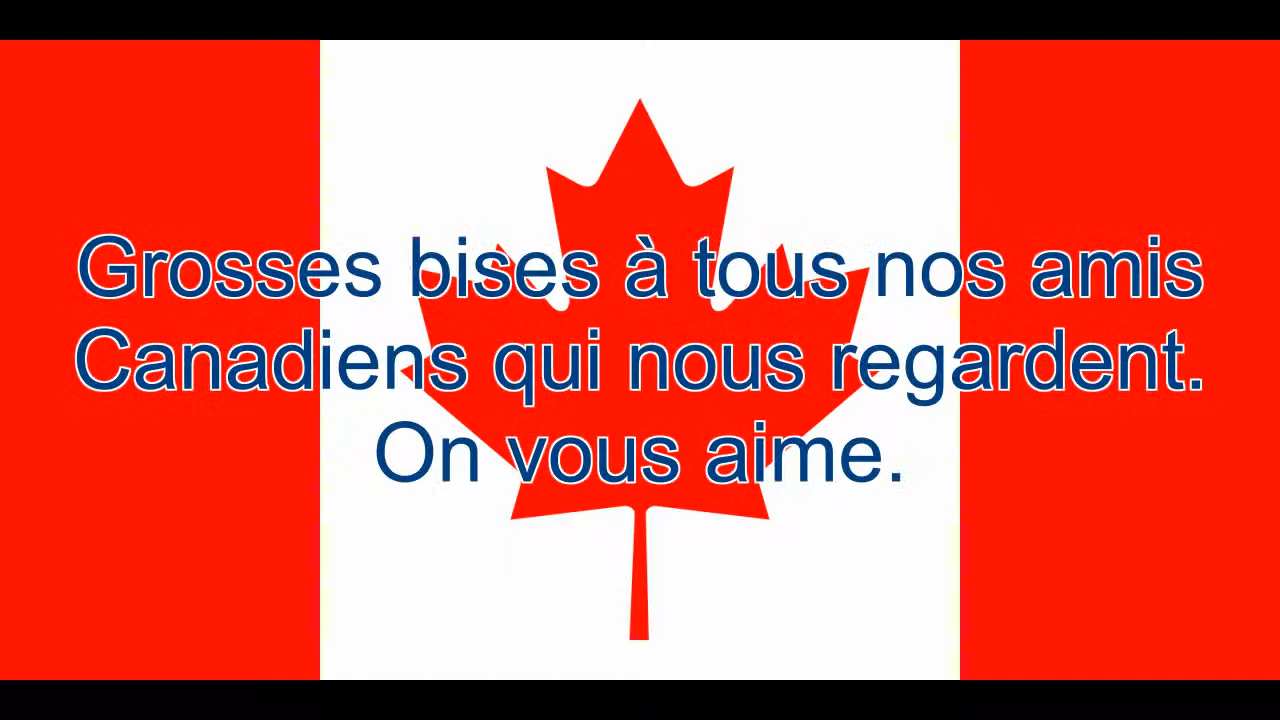 Grosses bises à tous nos amis
Canadiens qui nous regardent.
On vous aime.